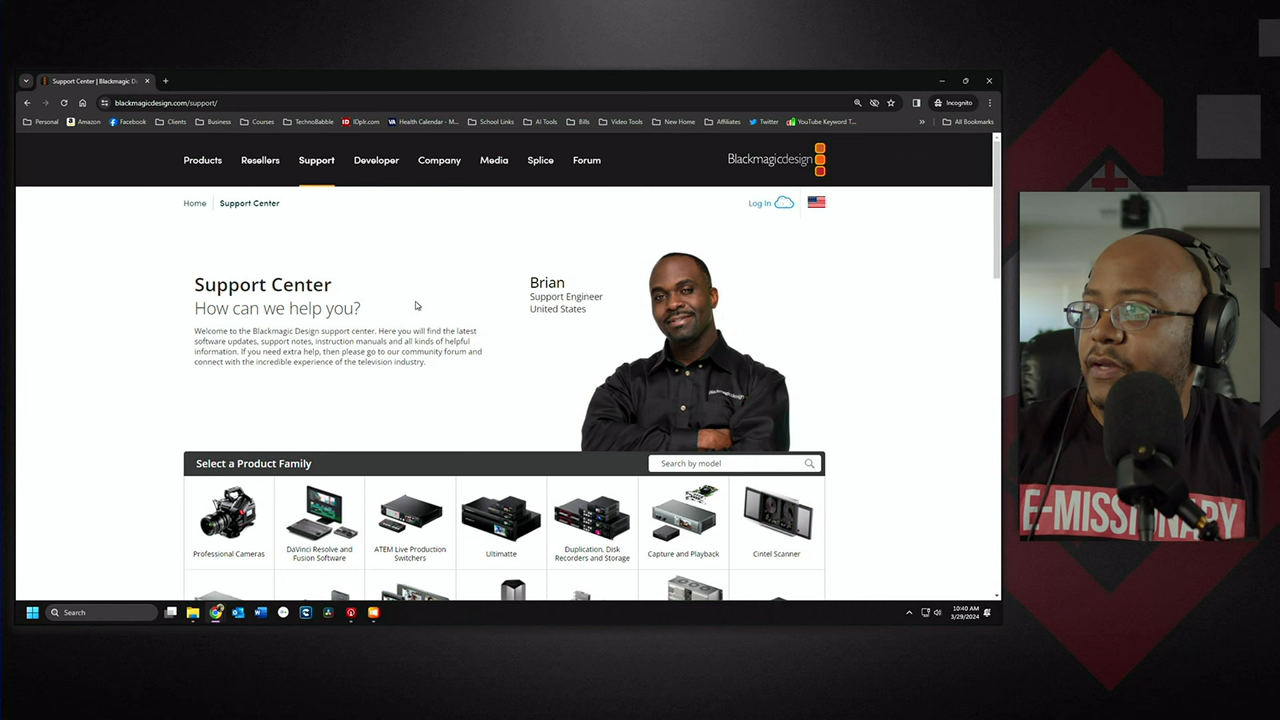 Support Center | Blackmagic De
blackmagicdesign.com/support/
Incognito
Personal Amazon Facebook Clients Business Courses TechnoBabble IDplr.com Health Calendar - M... School Links AI Tools Bills Video Tools New Home Affiliates Twitter YouTube Keyword T... » All Bookmarks
Products Resellers Support Developer Company Media Splice Forum
Blackmagicdesign
Home Support Center
Log In
Support Center
How can we help you?
Welcome to the Blackmagic Design support center. Here you will find the latest
software updates, support notes, instruction manuals and all kinds of helpful
information. If you need extra help, then please go to our community forum and
connect with the incredible experience of the television industry.
Brian
Support Engineer
United States
Blackmagicdesign
Select a Product Family
Search by model
Professional Cameras
DaVinci Resolve and
Fusion Software
ATEM Live Production
Switchers
Ultimatte
Duplication, Disk
Recorders and Storage
Capture and Playback
Cintel Scanner
Search
10:40 AM
3/29/2024
E-MISSIONARY